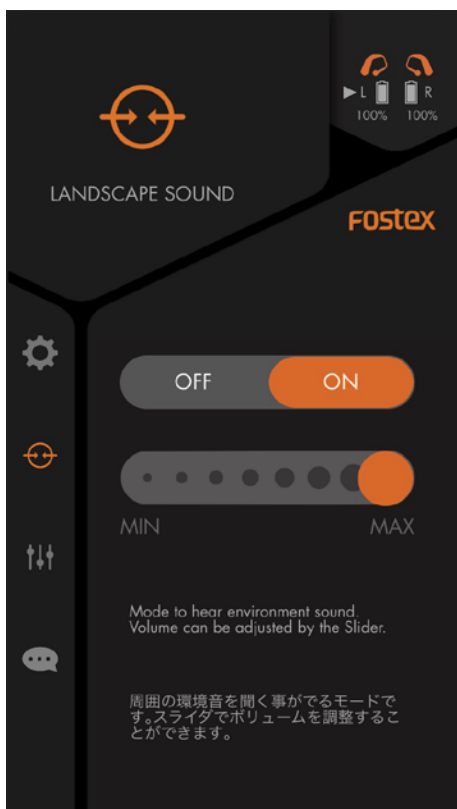 L R
100% 100%
LANDSCAPE SOUND
FOSTEX
OFF ON
MIN MAX
Mode to hear environment sound.
Volume can be adjusted by the Slider.
周囲の環境音を聞く事がでるモードで
す。スライダでボリュームを調整するこ
とができます。